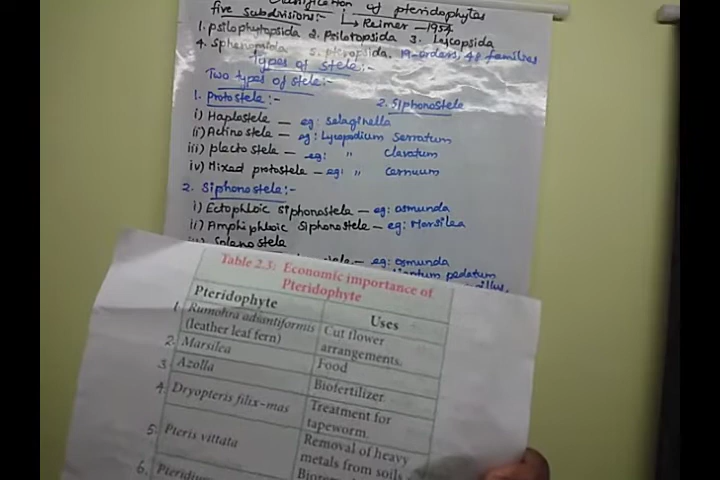 Classification of pteridophytas
five subdivisions:- Reimer - 1954
1. psilophytopsida 2. Psilotopsida 3. Lycopsida
4. Sphenopsida 5. pteropsida. 19-orders, 48 families
Types of stele:-
Two types of stele:-
1. Protostele:- 2. Siphonostele
i) Haplostele - eg: Selaginella
ii) Actinostele - eg: Lycopodium Serratum
iii) plectostele - eg: " Clavatum
iv) Mixed protostele - eg: " Cernuum
2. Siphonostele:-
i) Ectophloic siphonostele - eg: osmunda
ii) Amphiphloic Siphonostele - eg: Marsilea
iii) Solenostele
stele - eg: osmunda
pedatum
Table 2.3: Economic importance of
Pteridophyte
Pteridophyte Uses
1. Rumohra adiantiformis
(leather leaf fern)
Cut flower
arrangements.
2. Marsilea Food
3. Azolla Biofertilizer.
4. Dryopteris filix–mas
Treatment for
tapeworm.
5. Pteris vittata
Removal of heavy
metals from soils
6.